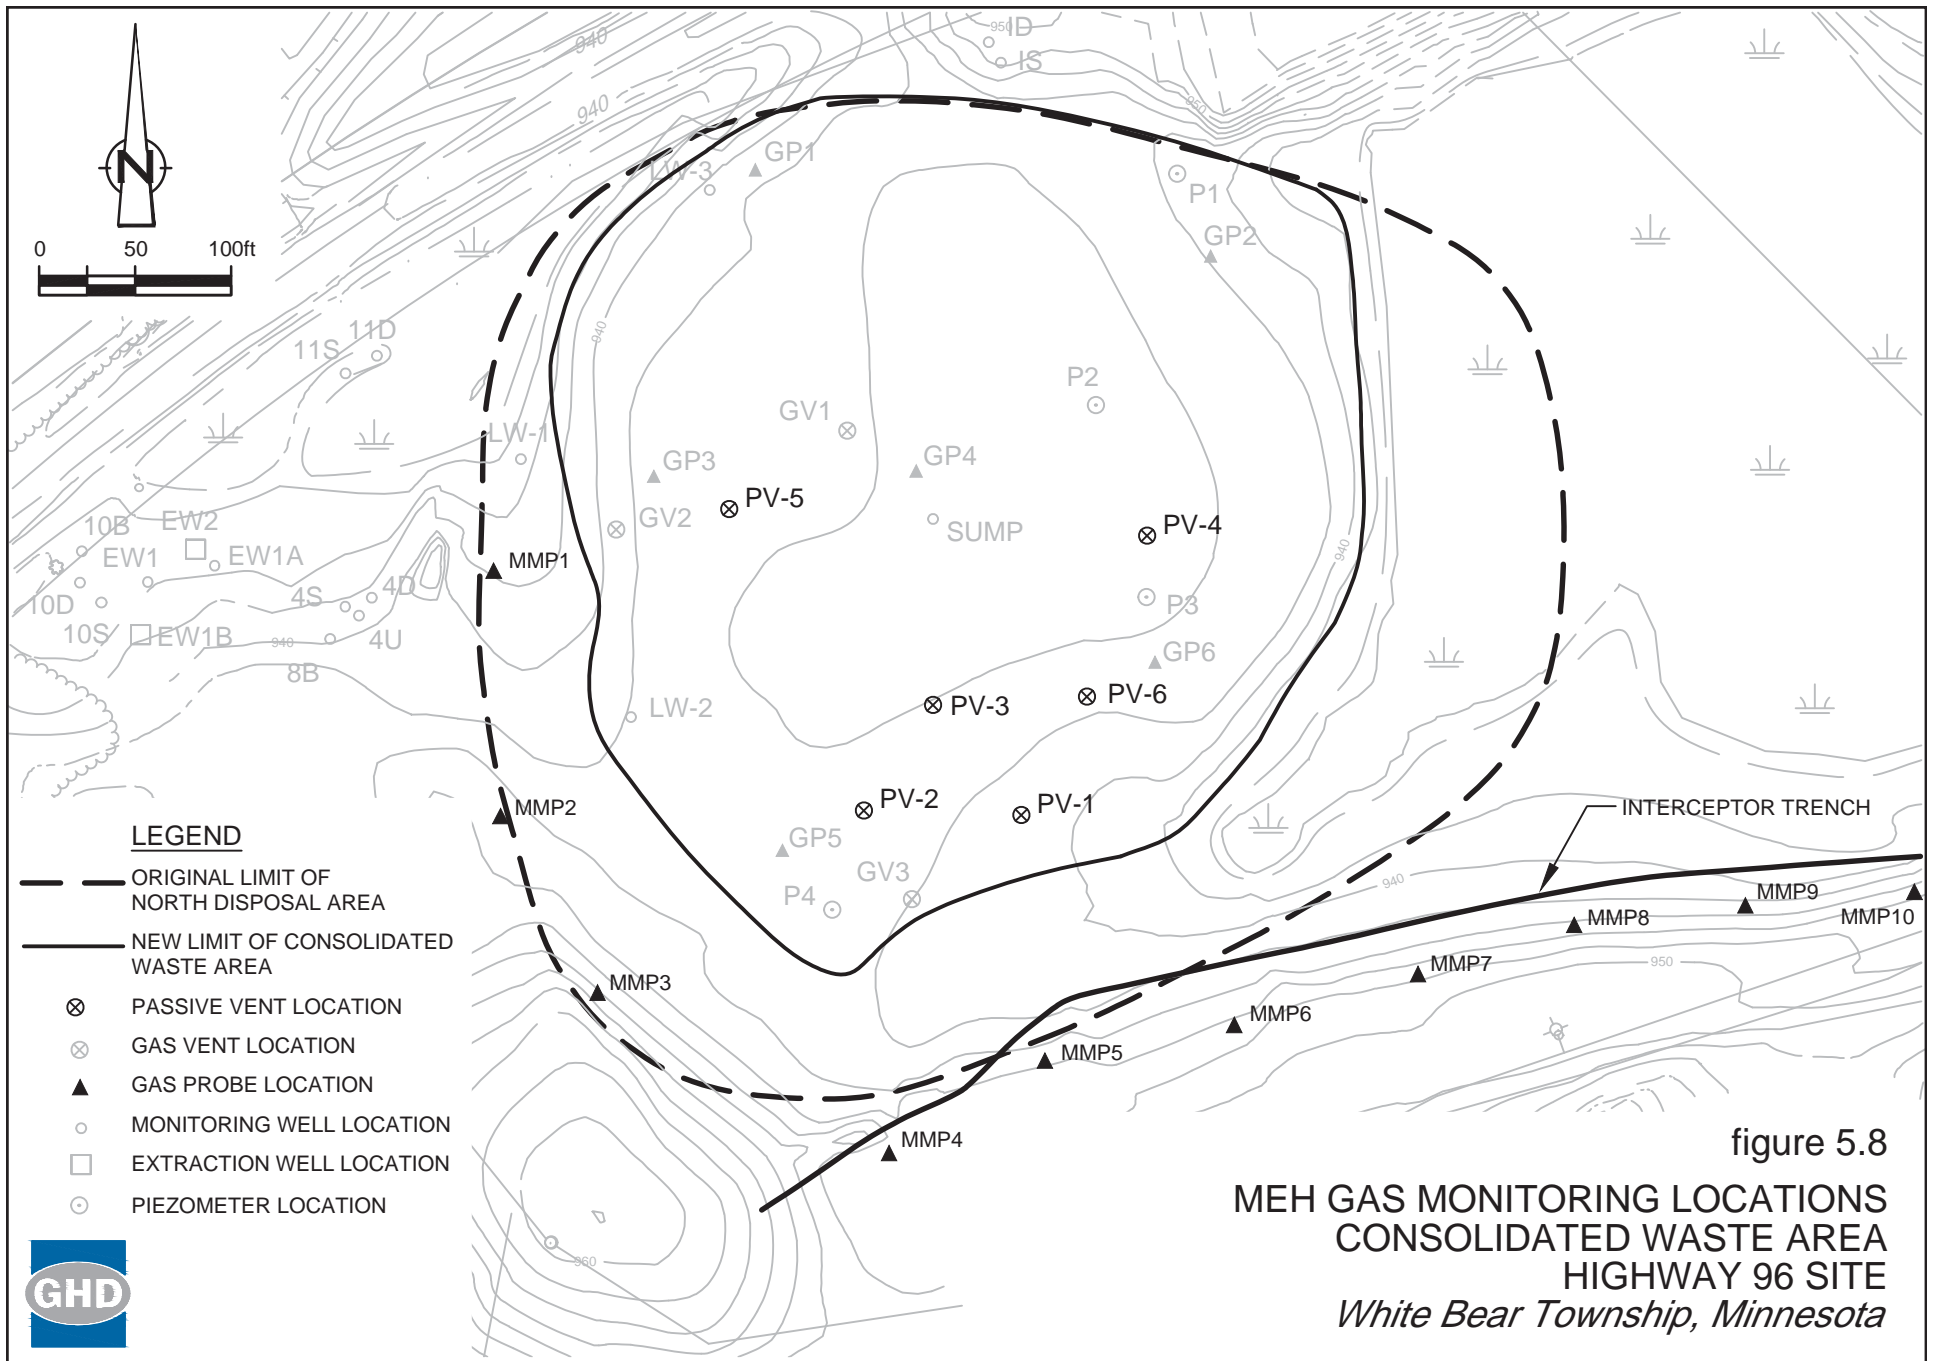 940
950
ID
IS
940
950
N
0 50 100ft
GP1
LW-3
P1
GP2
940
11D
11S
P2
GV1
LW-1
GP3
GP4
PV-5
GV2
SUMP
PV-4
10B
EW2
EW1
EW1A
MMP1
940
4S
4D
10D
P3
10S
EW1B
940
4U
GP6
8B
LW-2
PV-3
PV-6
MMP2
PV-2
PV-1
INTERCEPTOR TRENCH
GP5
GV3
P4
940
MMP9
MMP8
MMP10
MMP7
950
MMP3
MMP6
MMP5
MMP4
960
LEGEND
ORIGINAL LIMIT OF
NORTH DISPOSAL AREA
NEW LIMIT OF CONSOLIDATED
WASTE AREA
PASSIVE VENT LOCATION
GAS VENT LOCATION
GAS PROBE LOCATION
MONITORING WELL LOCATION
EXTRACTION WELL LOCATION
PIEZOMETER LOCATION
GHD
figure 5.8
MEH GAS MONITORING LOCATIONS
CONSOLIDATED WASTE AREA
HIGHWAY 96 SITE
White Bear Township, Minnesota